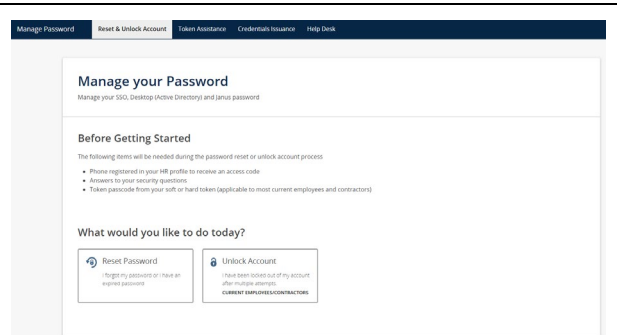 Manage Password Reset & Unlock Account Token Assistance Credentials Issuance Help Desk
Manage your Password
Manage your SSO, Desktop (Active Directory) and Janus password
Before Getting Started
The following items will be needed during the password reset or unlock account process
• Phone registered in your HR profile to receive an access code
• Answers to your security questions
• Token passcode from your soft or hard token (applicable to most current employees and contractors)
What would you like to do today?
Reset Password
I forgot my password or I have an
expired password
Unlock Account
I have been locked out of my account
after multiple attempts
CURRENT EMPLOYEES/CONTRACTORS